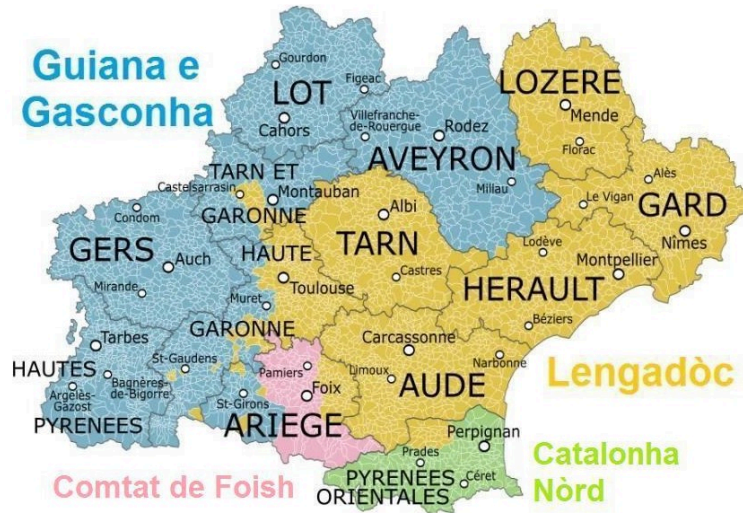 Guiana e
Gasconha
Gourdon
LOT
Figeac
Cahors
Villefranche-
de-Rouergue
Rodez
AVEYRON
Millau
LOZERE
Mende
Florac
Alès
Le Vigan
GARD
Nîmes
TARN ET
Castelsarrasin
Montauban
GARONNE
Condom
GERS
Auch
Mirande
Albi
TARN
Castres
HAUTE
Toulouse
Muret
GARONNE
Lodève
Montpellier
HERAULT
Béziers
Tarbes
HAUTES
Bagnères-
de-Bigorre
Argelès-
Gazost
PYRENEES
St-Gaudens
St-Girons
Pamiers
Foix
ARIEGE
Carcassonne
Limoux
Narbonne
AUDE
Lengadòc
Perpignan
Prades
Céret
PYRENEES
ORIENTALES
Catalonha
Nòrd
Comtat de Foish